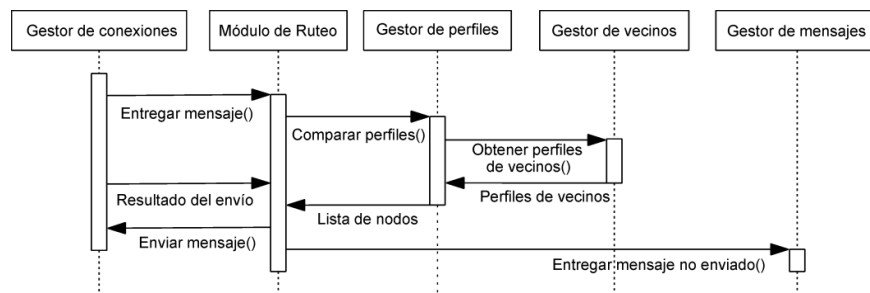 Gestor de conexiones
Módulo de Ruteo
Gestor de perfiles
Gestor de vecinos
Gestor de mensajes
Entregar mensaje()
Comparar perfiles()
Obtener perfiles
de vecinos()
Resultado del envío
Perfiles de vecinos
Lista de nodos
Enviar mensaje()
Entregar mensaje no enviado()